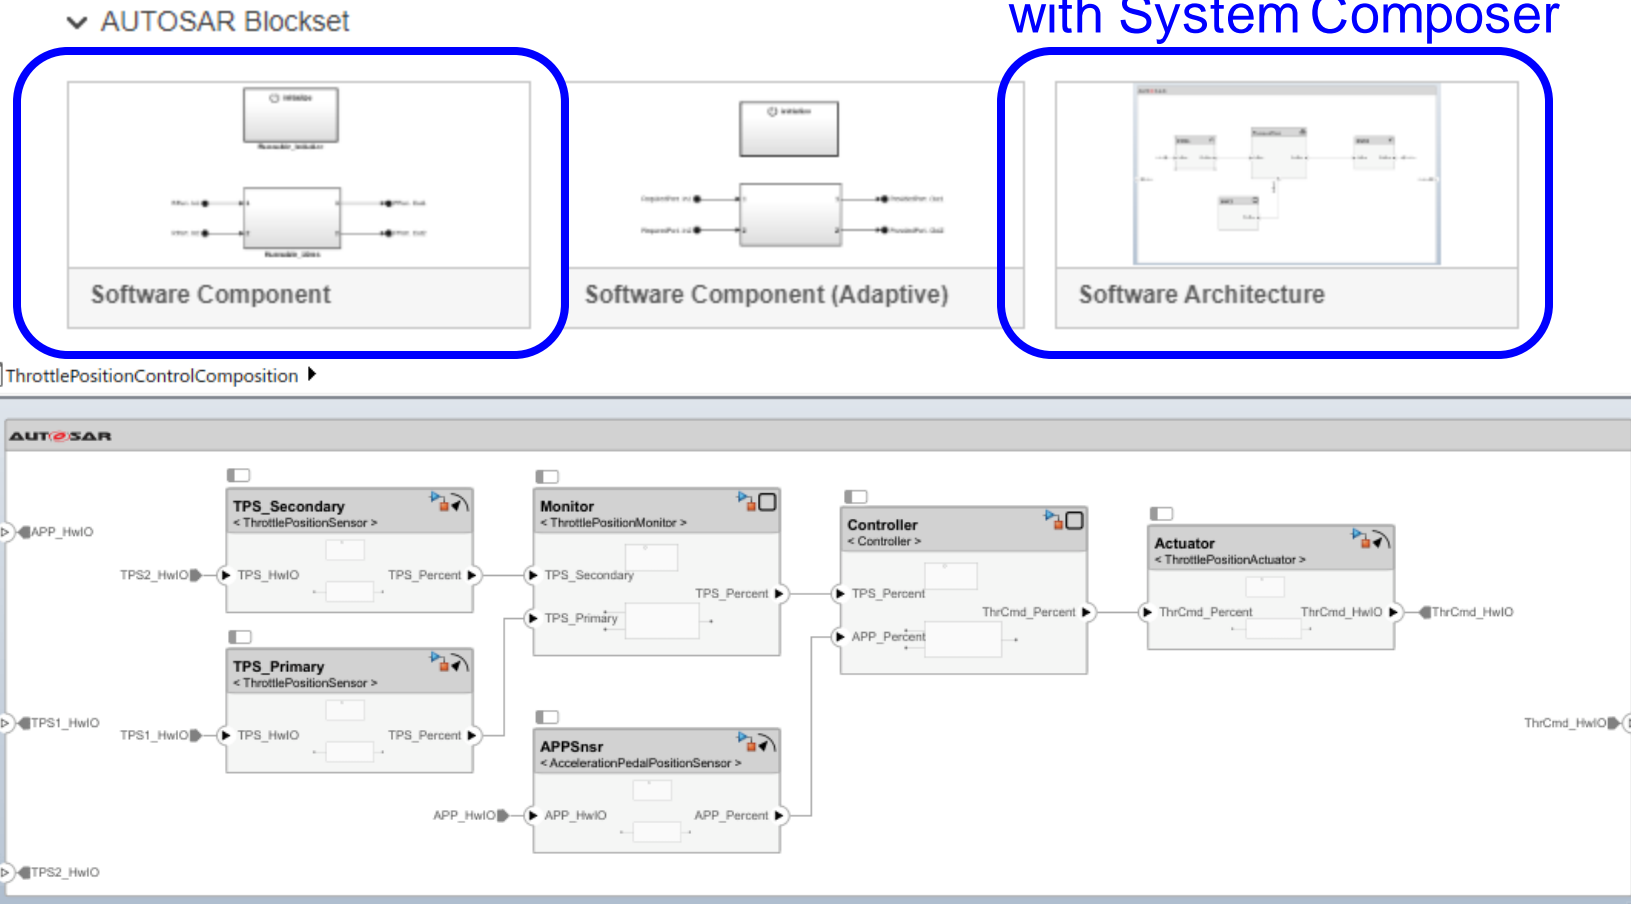 with System Composer
AUTOSAR Blockset
Initialize
Initialize
Software Component
Software Component (Adaptive)
Software Architecture
ThrottlePositionControlComposition
AUTOSAR
APP_HwIO
TPS1_HwIO
TPS2_HwIO
TPS2_HwIO
TPS_Secondary
< ThrottlePositionSensor >
TPS_HwIO
TPS_Percent
TPS1_HwIO
TPS_Primary
< ThrottlePositionSensor >
TPS_HwIO
TPS_Percent
Monitor
< ThrottlePositionMonitor >
TPS_Secondary
TPS_Primary
TPS_Percent
APP_HwIO
APPSnsr
< AccelerationPedalPositionSensor >
APP_HwIO
APP_Percent
Controller
< Controller >
TPS_Percent
APP_Percent
ThrCmd_Percent
Actuator
< ThrottlePositionActuator >
ThrCmd_Percent
ThrCmd_HwIO
ThrCmd_HwIO
ThrCmd_HwIO